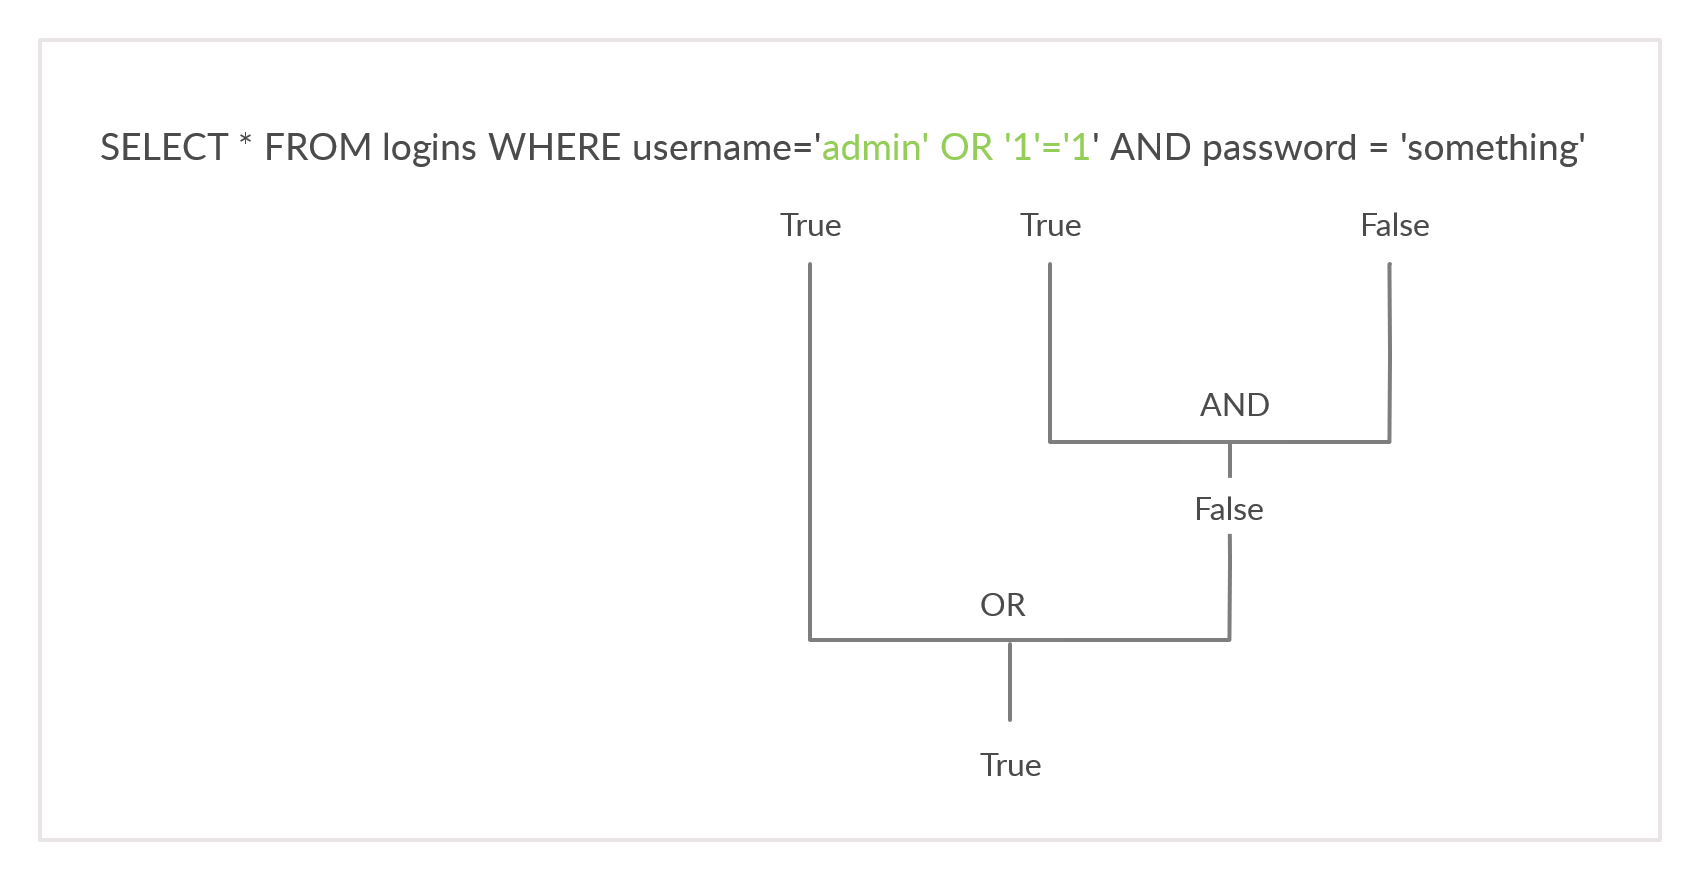 SELECT * FROM logins WHERE username='admin' OR '1'='1' AND password = 'something'
True True False
AND
False
OR
True